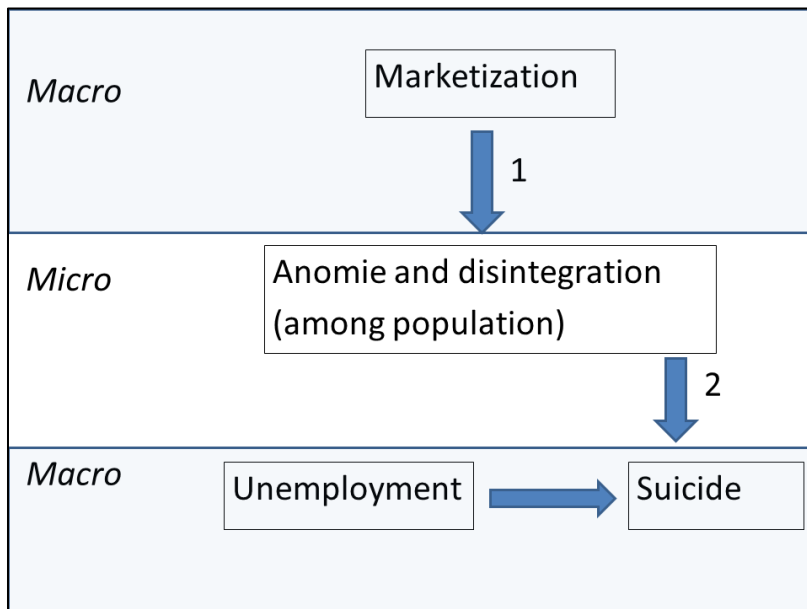 Macro
Marketization
1
Micro
Anomie and disintegration
(among population)
2
Macro
Unemployment
Suicide